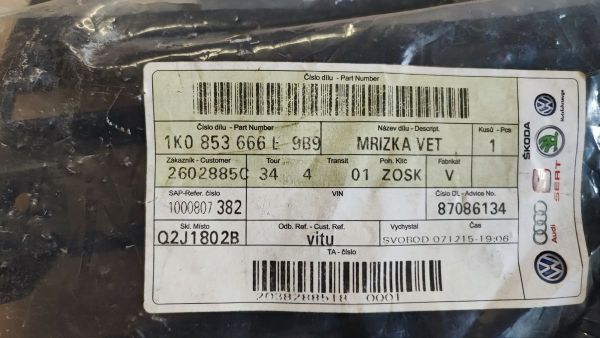 Číslo dílu - Part Number
Číslo dílu - Part Number Název dílu - Descript. Kusů - Pcs
1K0 853 666 E 9B9 MRIZKA VET 1
Zákazník - Customer Tour Transit Poh. Klíč Fabrikat
2602885C 34 4 01 ZOSK V
SAP-Refer. číslo VIN Číslo DL - Advice No.
1000807 382 87086134
Skl. Místo Odb. Ref. - Cust. Ref. Vychystal Čas
Q2J1802B vitu SVOBOD 071215-19:06
TA - číslo
2038288518 0001
ŠKODA
SEAT
Audi